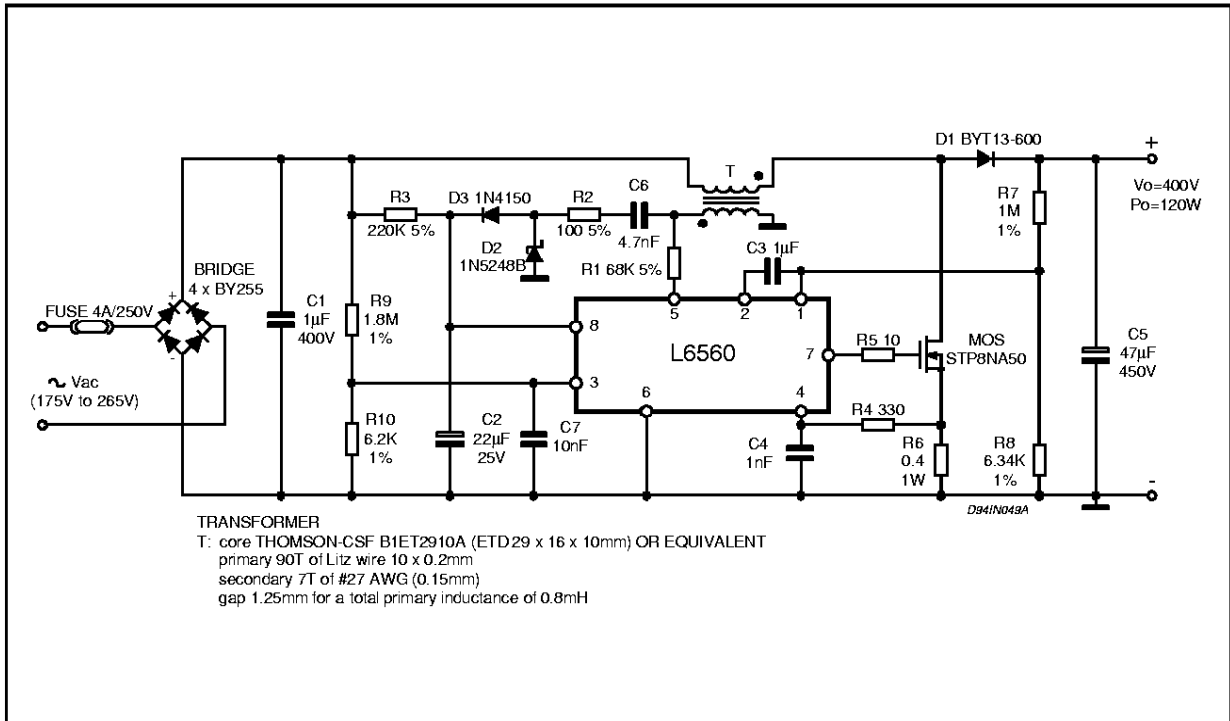 D1 BYT13-600
+
T
C6
R7
1M
1%
Vo=400V
Po=120W
R3
D3 1N4150
R2
220K 5%
100 5%
4.7nF
D2
1N5248B
R1 68K 5%
C3 1µF
BRIDGE
4 x BY255
FUSE 4A/250V
+
-
C1
1µF
400V
R9
1.8M
1%
5
2
1
8
L6560
7
R5 10
MOS
STP8NA50
C5
47µF
450V
~ Vac
(175V to 265V)
3
6
4
R10
6.2K
1%
C2
22µF
25V
C7
10nF
C4
1nF
R4 330
R6
0.4
1W
R8
6.34K
1%
-
D94IN049A
TRANSFORMER
T: core THOMSON-CSF B1ET2910A (ETD 29 x 16 x 10mm) OR EQUIVALENT
primary 90T of Litz wire 10 x 0.2mm
secondary 7T of #27 AWG (0.15mm)
gap 1.25mm for a total primary inductance of 0.8mH